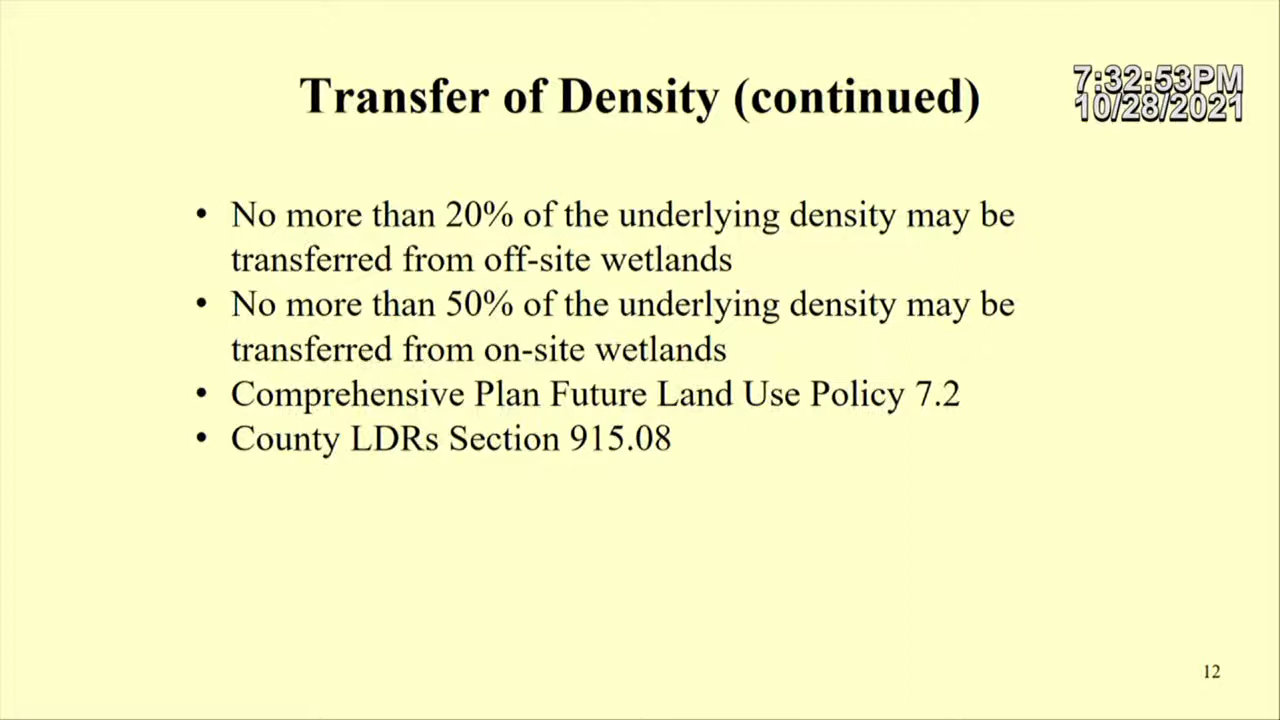 Transfer of Density (continued)
7:32:53PM
10/28/2021
• No more than 20% of the underlying density may be
transferred from off-site wetlands
• No more than 50% of the underlying density may be
transferred from on-site wetlands
• Comprehensive Plan Future Land Use Policy 7.2
• County LDRs Section 915.08
12